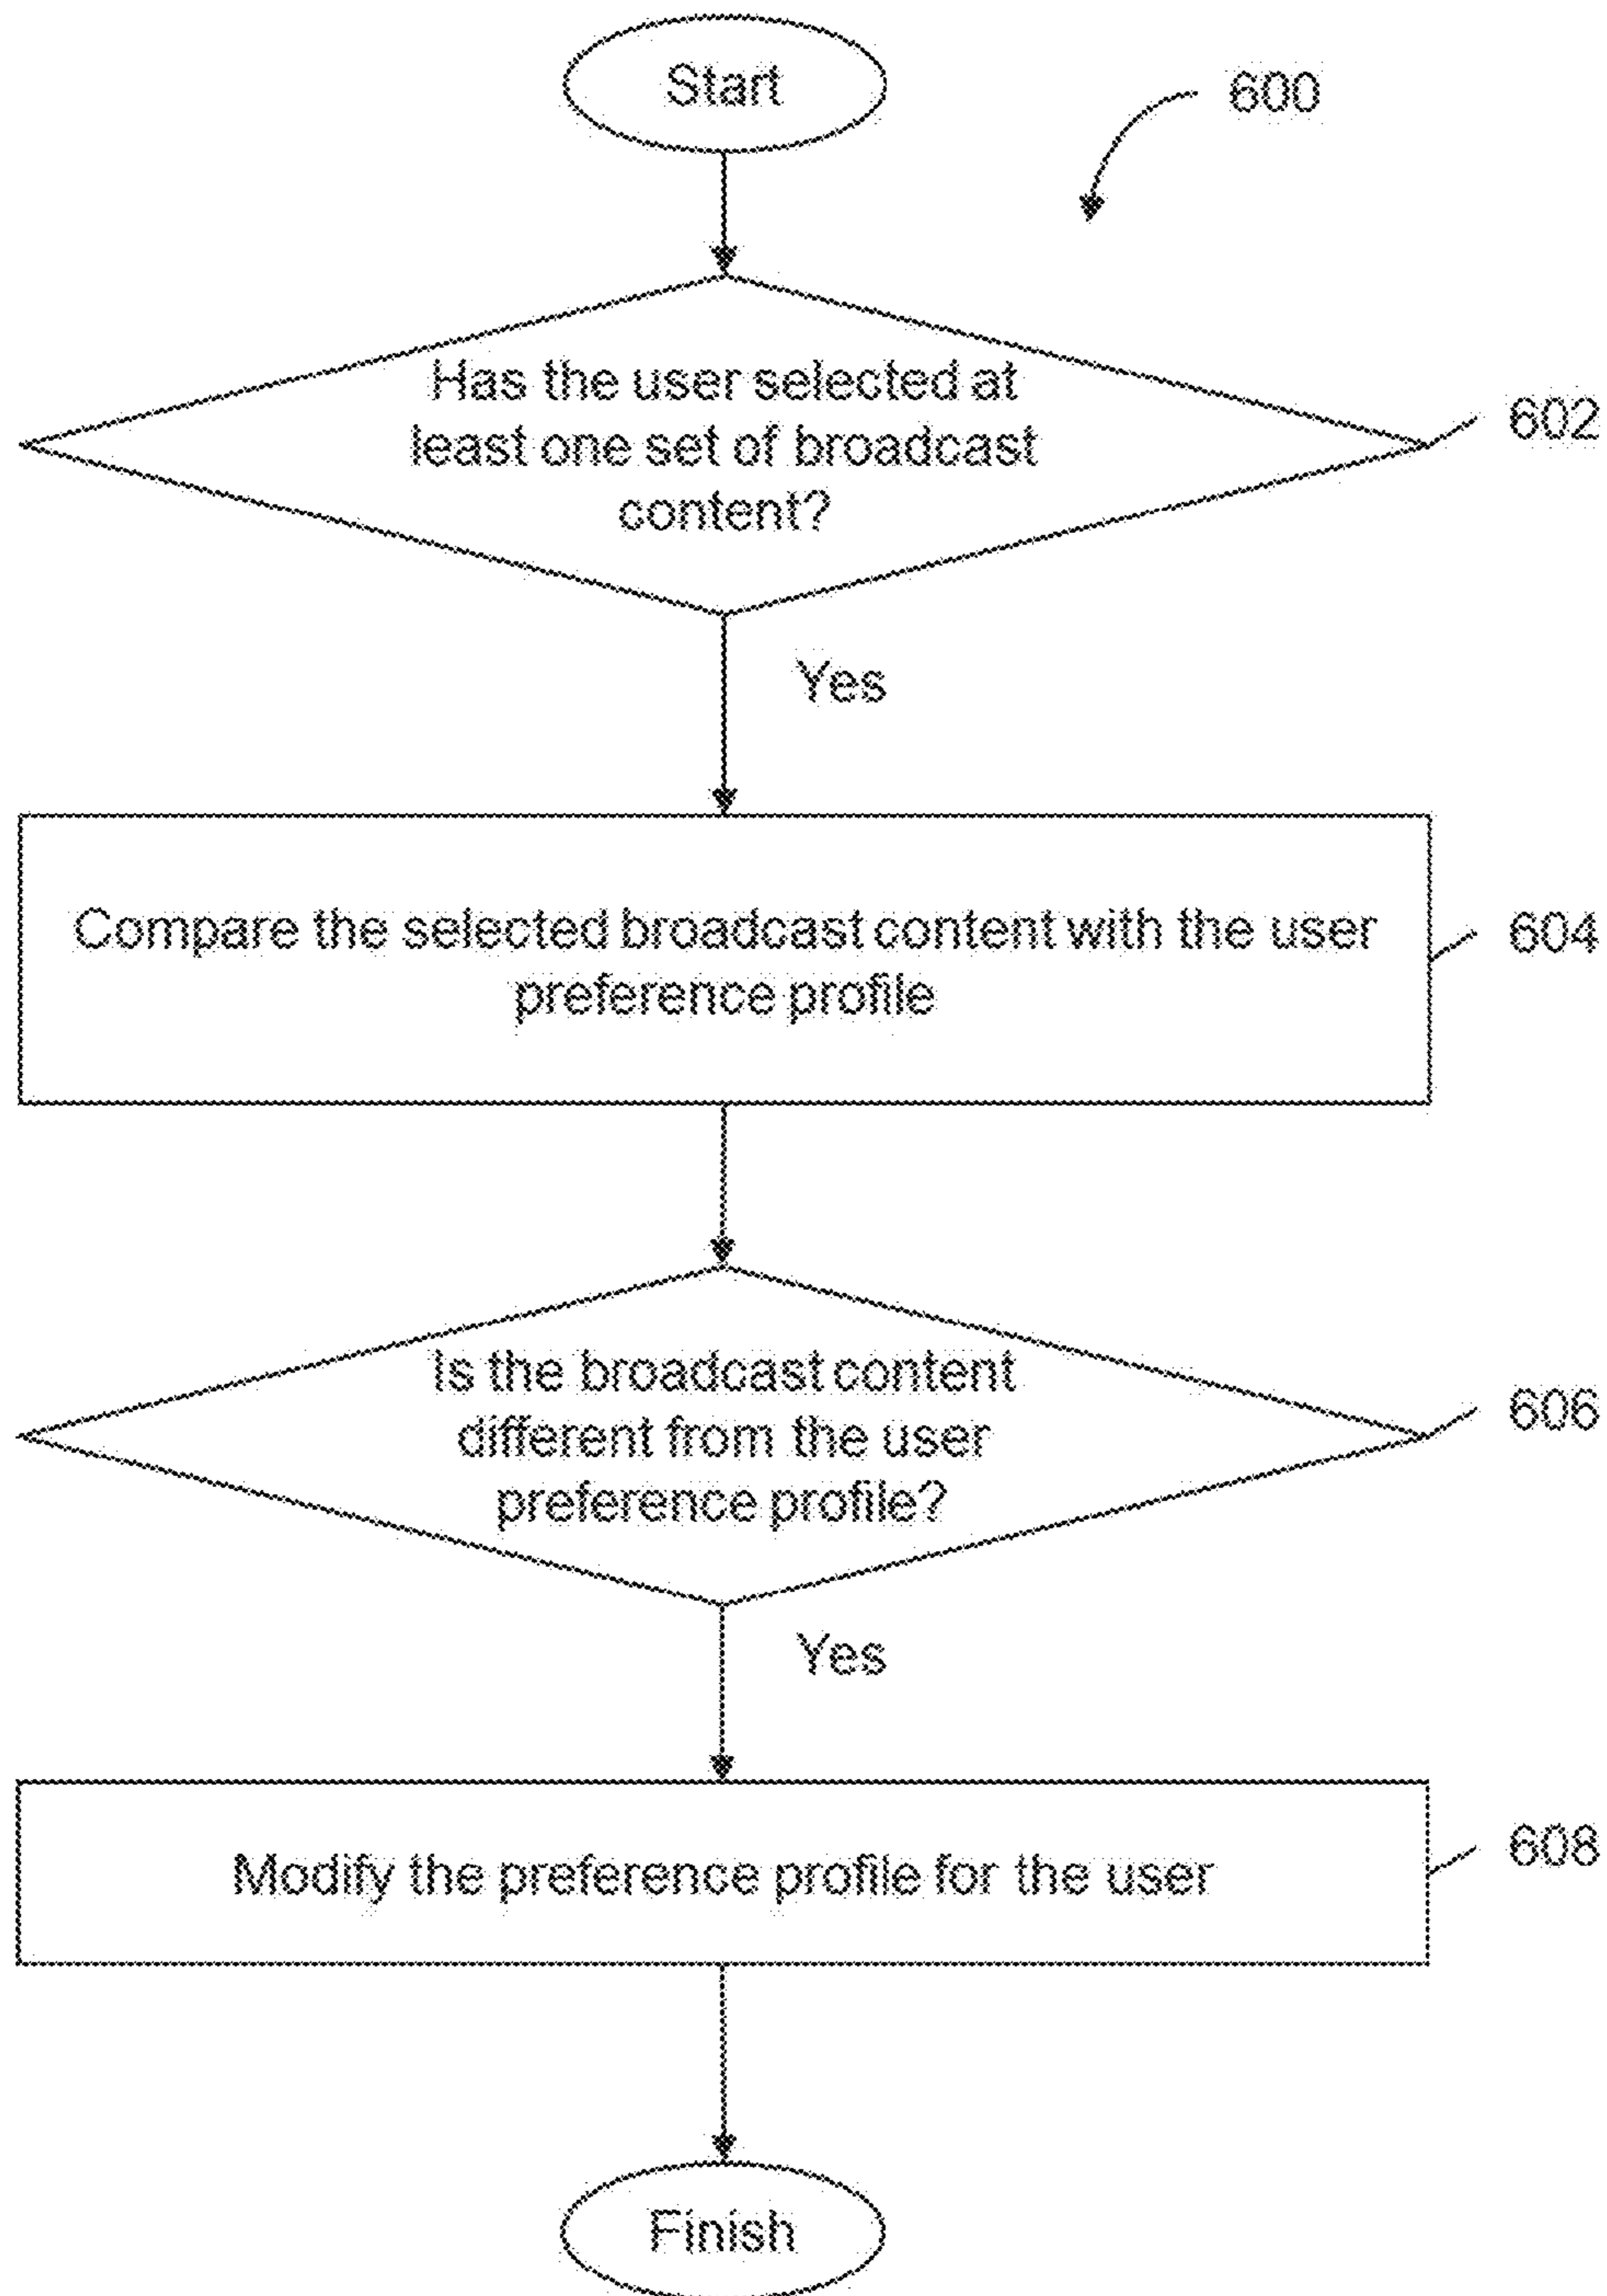 Start
600
Has the user selected at
least one set of broadcast
content?
602
Yes
Compare the selected broadcast content with the user
preference profile
604
Is the broadcast content
different from the user
preference profile?
606
Yes
Modify the preference profile for the user
608
Finish